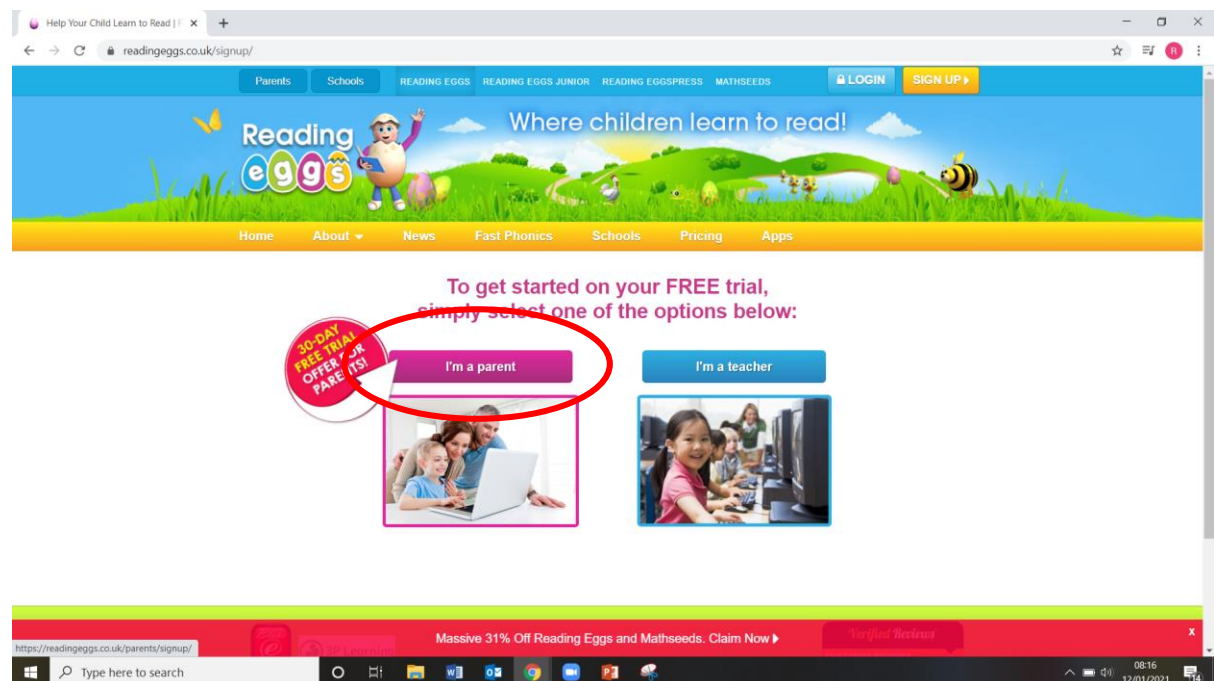 Help Your Child Learn to Read |
readingeggs.co.uk/signup/
R
Parents Schools READING EGGS READING EGGS JUNIOR READING EGGSPRESS MATHSEEDS LOGIN SIGN UP
Reading
eggs
Where children learn to read!
Home About News Fast Phonics Schools Pricing Apps
To get started on your FREE trial,
simply select one of the options below:
30-DAY
FREE TRIAL
OFFER FOR
PARENTS!
I'm a parent
I'm a teacher
Massive 31% Off Reading Eggs and Mathseeds. Claim Now
Verified Reviews
x
3P Learning
https://readingeggs.co.uk/parents/signup/
Type here to search
08:16
12/01/2021
14